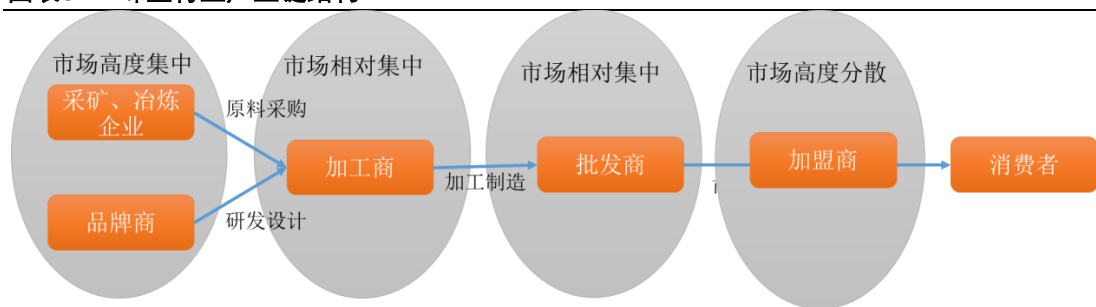 市场高度集中
市场相对集中
市场相对集中
市场高度分散
采矿、冶炼
企业
原料采购
加工商
加工制造
批发商
加盟商
消费者
品牌商
研发设计